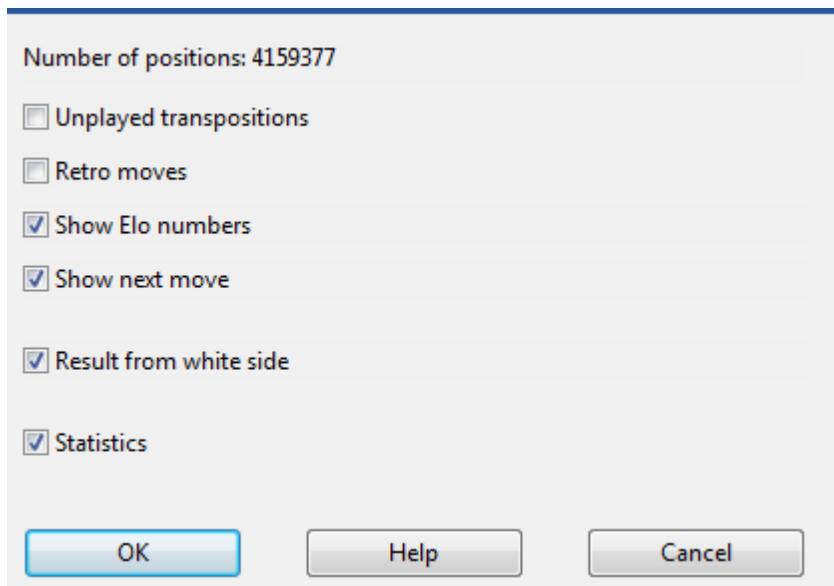 Number of positions: 4159377
Unplayed transpositions
Retro moves
Show Elo numbers
Show next move
Result from white side
Statistics
OK Help Cancel